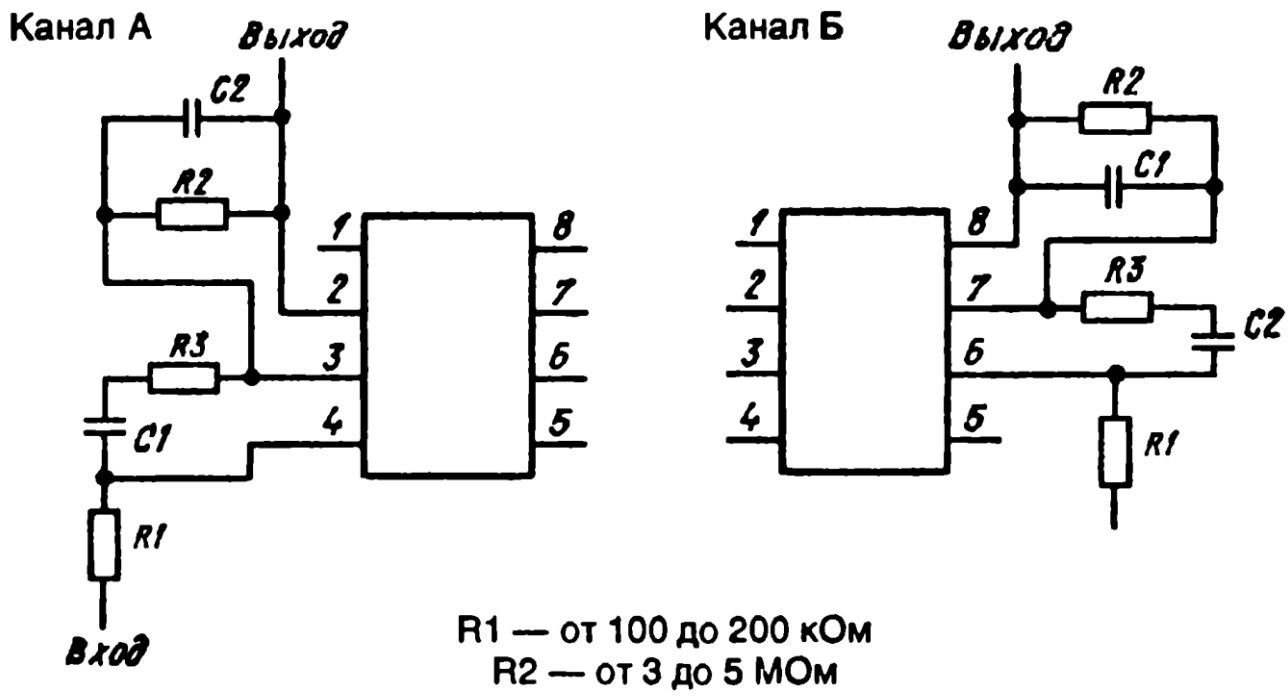 Канал А
Выход
C2
R2
1
2
3
4
8
7
6
5
R3
C1
R1
Вход
Канал Б
Выход
R2
C1
1
2
3
4
8
7
6
5
R3
C2
R1
R1 — от 100 до 200 кОм
R2 — от 3 до 5 МОм